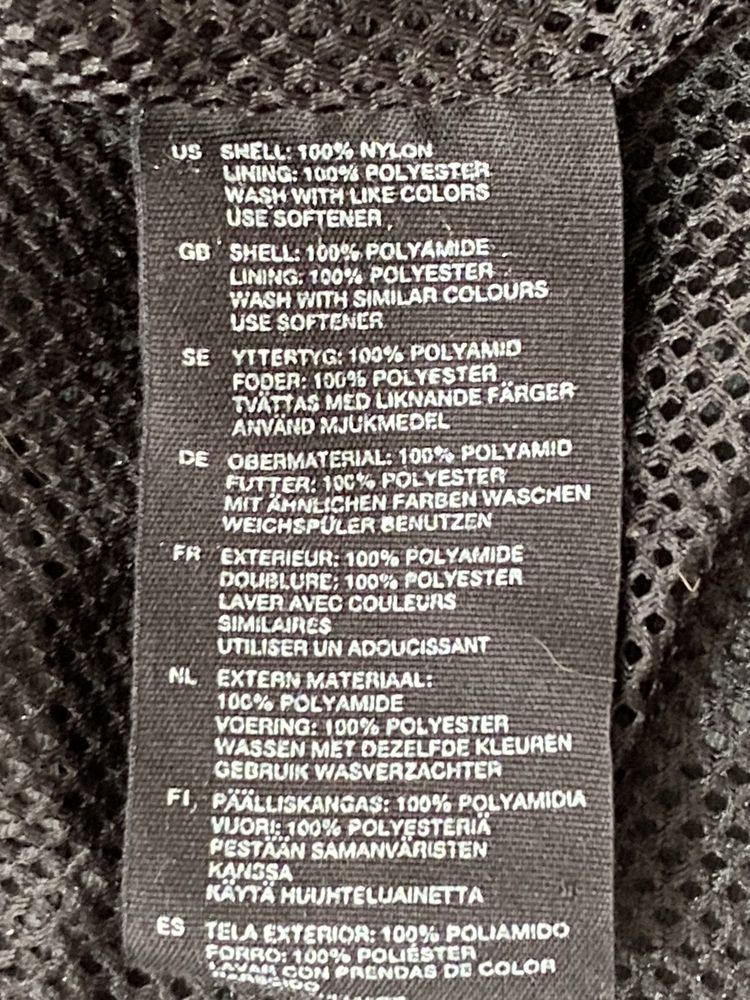 US SHELL: 100% NYLON
LINING: 100% POLYESTER
WASH WITH LIKE COLORS
USE SOFTENER
GB SHELL: 100% POLYAMIDE
LINING: 100% POLYESTER
WASH WITH SIMILAR COLOURS
USE SOFTENER
SE YTTERTYG: 100% POLYAMID
FODER: 100% POLYESTER
TVÄTTAS MED LIKNANDE FÄRGER
ANVÄND MJUKMEDEL
DE OBERMATERIAL: 100% POLYAMID
FUTTER: 100% POLYESTER
MIT ÄHNLICHEN FARBEN WASCHEN
WEICHSPÜLER BENUTZEN
FR EXTERIEUR: 100% POLYAMIDE
DOUBLURE: 100% POLYESTER
LAVER AVEC COULEURS
SIMILAIRES
UTILISER UN ADOUCISSANT
NL EXTERN MATERIAAL:
100% POLYAMIDE
VOERING: 100% POLYESTER
WASSEN MET DEZELFDE KLEUREN
GEBRUIK WASVERZACHTER
FI PÄÄLLISKANGAS: 100% POLYAMIDIA
VUORI: 100% POLYESTERIÄ
PESTÄÄN SAMANVÄRISTEN
KANSSA
KÄYTÄ HUUHTELUAINETTA
ES TELA EXTERIOR: 100% POLIAMIDO
FORRO: 100% POLIÉSTER
LAVAR CON PRENDAS DE COLOR